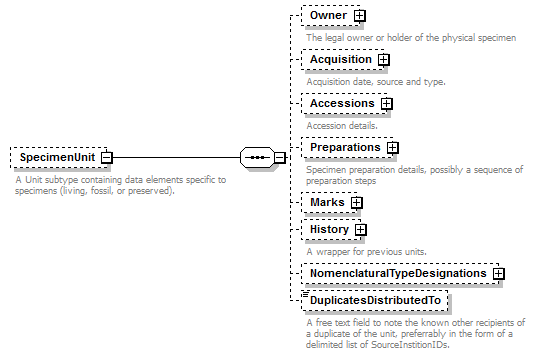 Owner
The legal owner or holder of the physical specimen
Acquisition
Acquisition date, source and type.
Accessions
Accession details.
Preparations
Specimen preparation details, possibly a sequence of
preparation steps
SpecimenUnit
A Unit subtype containing data elements specific to
specimens (living, fossil, or preserved).
Marks
History
A wrapper for previous units.
NomenclaturalTypeDesignations
DuplicatesDistributedTo
A free text field to note the known other recipients of
a duplicate of the unit, preferrably in the form of a
delimited list of SourceInstitionIDs.